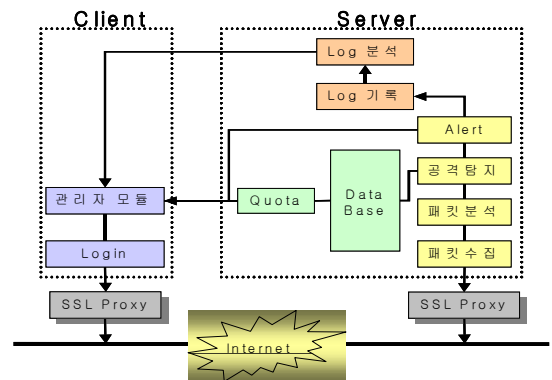 Client
Server
Log 분석
Log 기록
Alert
공격탐지
관리자 모듈
Quota
Data
Base
패킷분석
Login
패킷수집
SSL Proxy
SSL Proxy
Internet